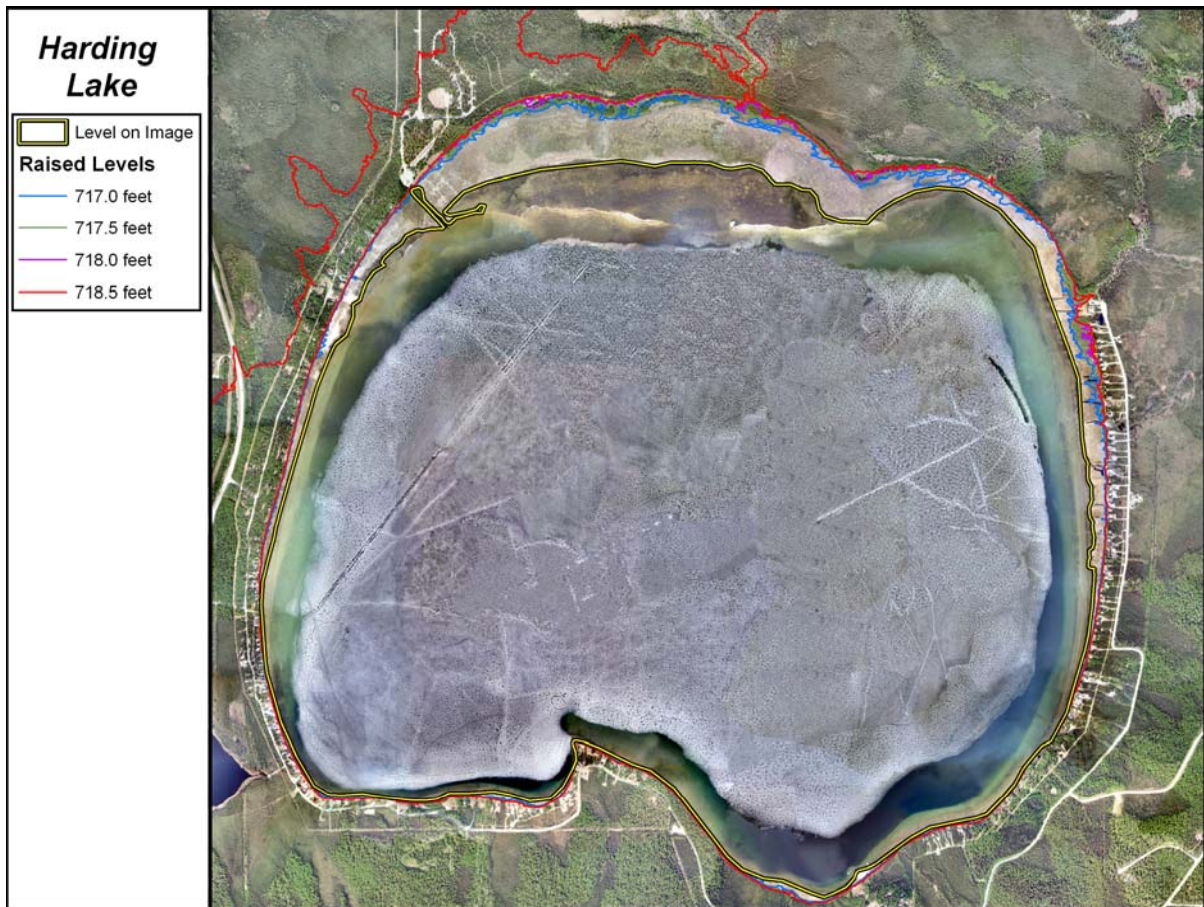 Harding
Lake
Level on Image
Raised Levels
717.0 feet
717.5 feet
718.0 feet
718.5 feet